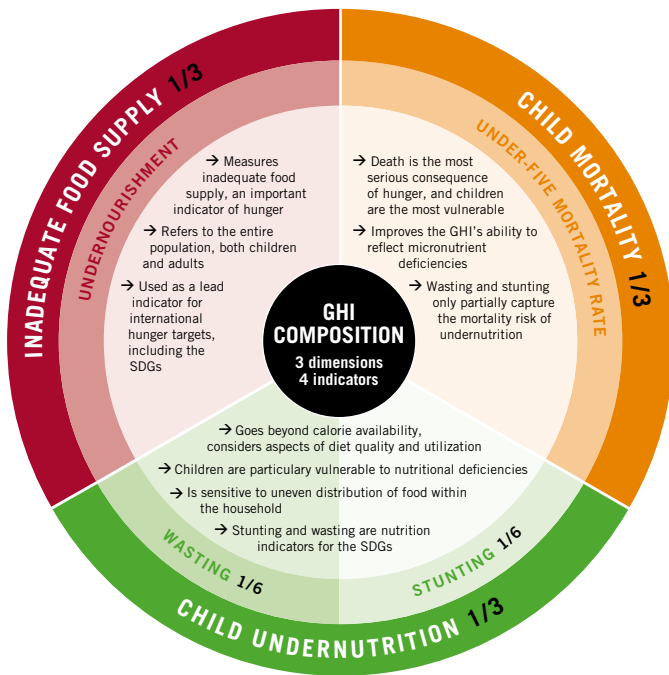 INADEQUATE FOOD SUPPLY 1/3
UNDERNOURISHMENT
→ Measures
inadequate food
supply, an important
indicator of hunger
→ Refers to the entire
population, both children
and adults
→ Used as a lead
indicator for
international
hunger targets,
including the
SDGs
CHILD MORTALITY 1/3
UNDER-FIVE MORTALITY RATE
→ Death is the most
serious consequence
of hunger, and children
are the most vulnerable
→ Improves the GHI's ability to
reflect micronutrient
deficiencies
→ Wasting and stunting
only partially capture
the mortality risk of
undernutrition
GHI
COMPOSITION
3 dimensions
4 indicators
→ Goes beyond calorie availability,
considers aspects of diet quality and utilization
→ Children are particulary vulnerable to nutritional deficiencies
→ Is sensitive to uneven distribution of food within
the household
→ Stunting and wasting are nutrition
indicators for the SDGs
WASTING 1/6
STUNTING 1/6
CHILD UNDERNUTRITION 1/3